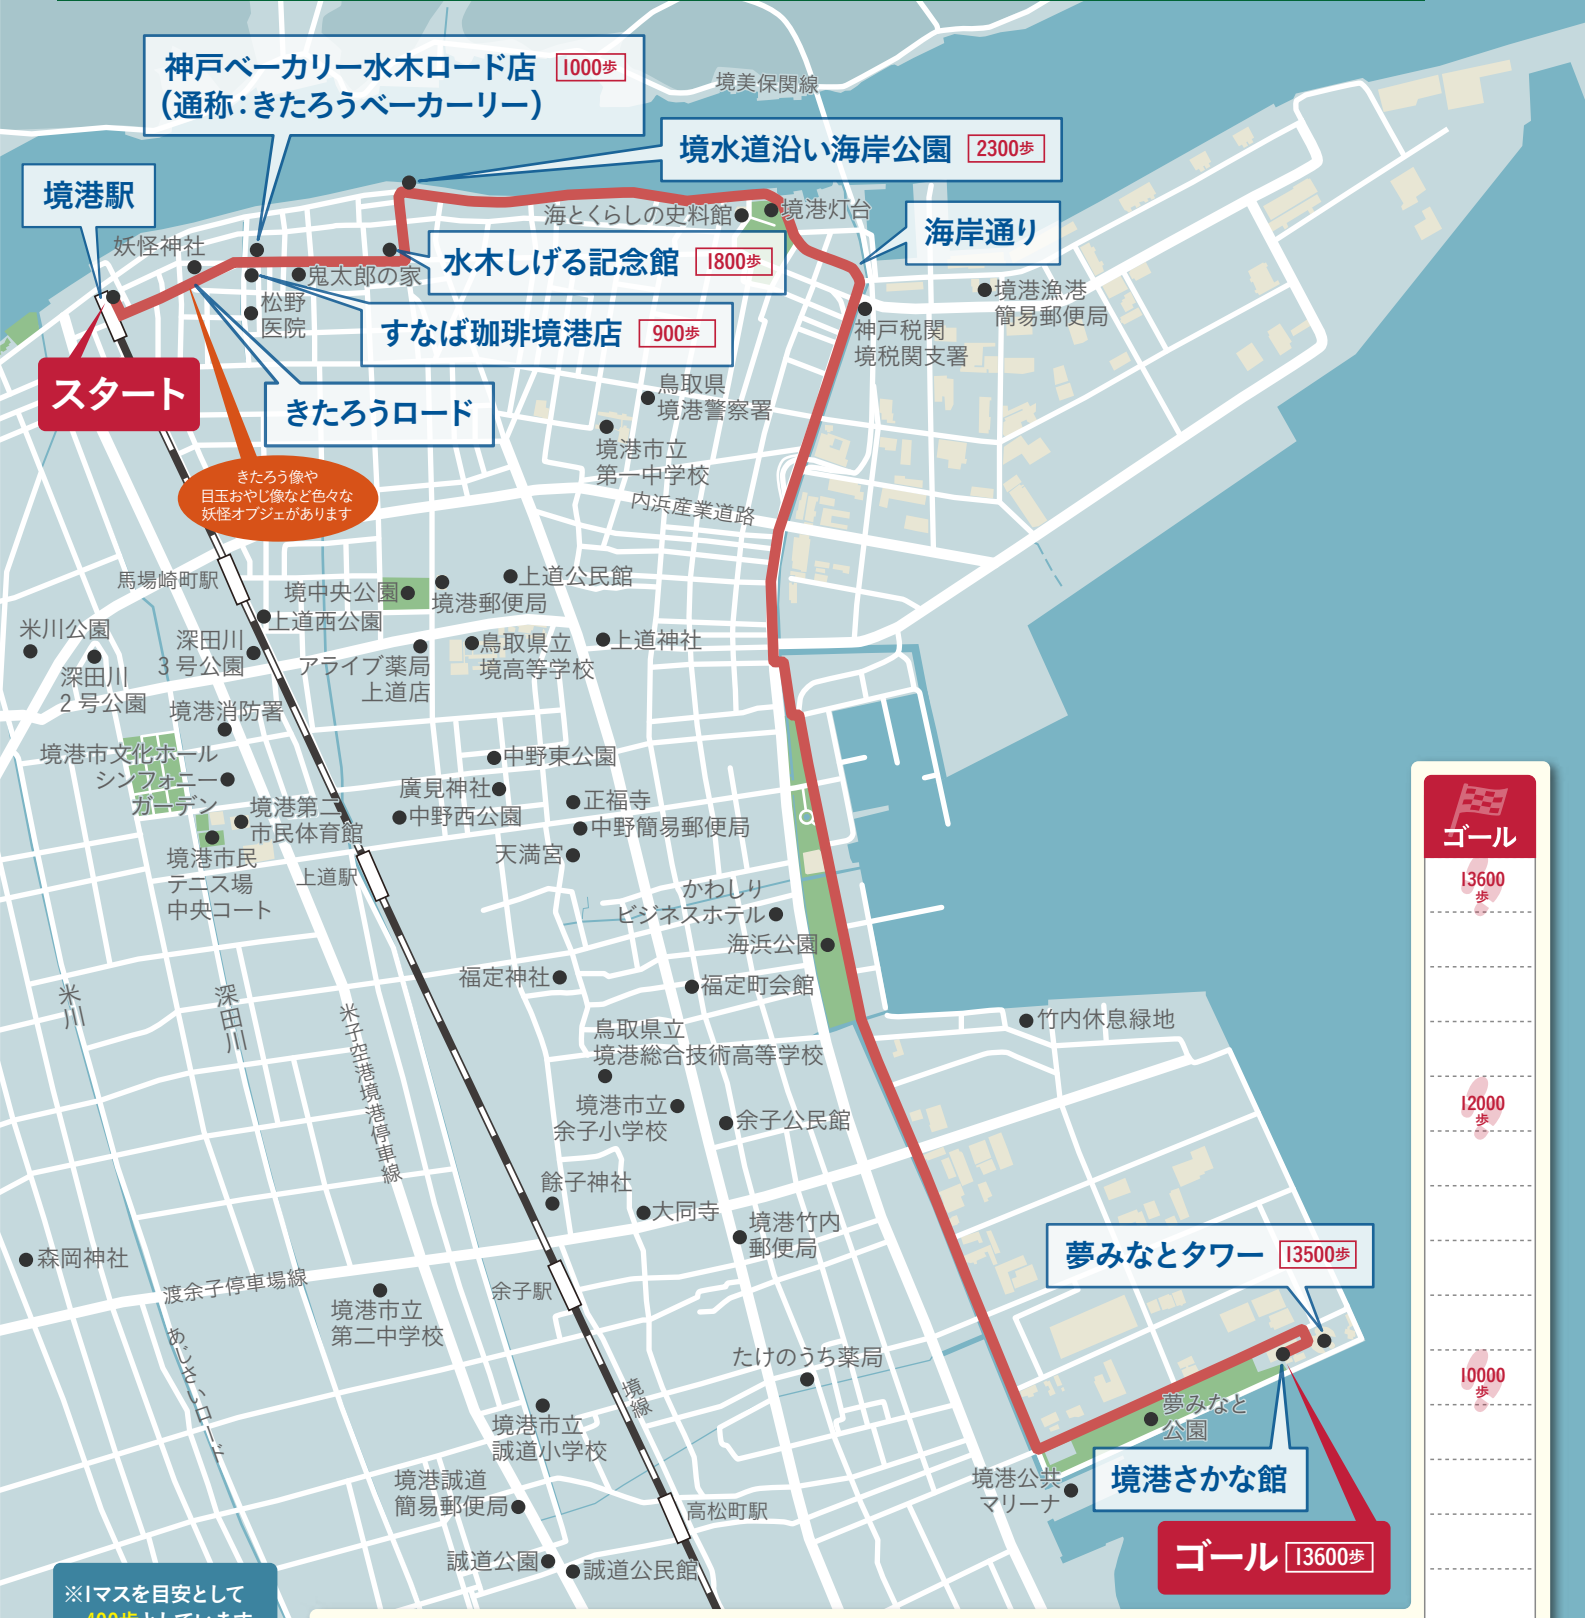 神戸ベーカリー水木ロード店 1000歩
(通称：きたろうベーカーリー)
境美保関線
境水道沿い海岸公園 2300歩
境港駅
海とくらしの史料館
境港灯台
海岸通り
妖怪神社
水木しげる記念館 1800歩
鬼太郎の家
松野
医院
境港漁港
簡易郵便局
すなば珈琲境港店 900歩
神戸税関
境税関支署
スタート
きたろうロード
鳥取県
境港警察署
境港市立
第一中学校
きたろう像や
目玉おやじ像など色々な
妖怪オブジェがあります
内浜産業道路
馬場崎町駅
境中央公園
境港郵便局
上道公民館
上道西公園
米川公園
深田川
3号公園
深田川
2号公園
アライブ薬局
上道店
鳥取県立
境高等学校
上道神社
境港消防署
境港市文化ホール
シンフォニー
ガーデン
中野東公園
廣見神社
中野西公園
正福寺
中野簡易郵便局
天満宮
境港第二
市民体育館
境港市民
テニス場
中央コート
上道駅
かわしり
ビジネスホテル
海浜公園
福定神社
福定町会館
米川
深田川
米子空港境港停車線
竹内休息緑地
鳥取県立
境港総合技術高等学校
境港市立
余子小学校
余子公民館
餘子神社
大同寺
境港竹内
郵便局
森岡神社
渡余子停車場線
余子駅
境港市立
第二中学校
あじさいロード
夢みなとタワー 13500歩
たけのうち薬局
境線
境港市立
誠道小学校
夢みなと
公園
境港誠道
簡易郵便局
境港公共
マリーナ
境港さかな館
高松町駅
誠道公園
誠道公民館
ゴール 13600歩
※1マスを目安として
400歩としています
ゴール
13600
歩
12000
歩
10000
歩